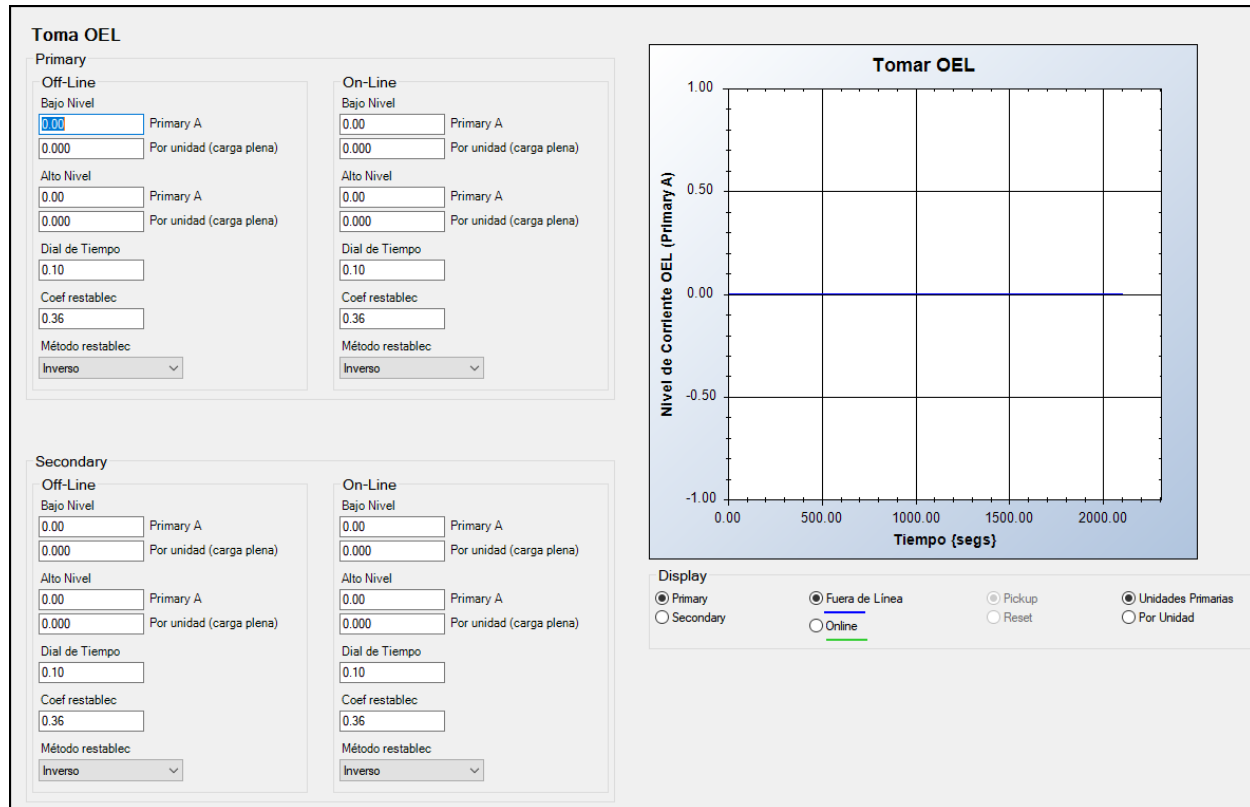 Toma OEL
Primary
Off-Line
Bajo Nivel
0.00 Primary A
0.000 Por unidad (carga plena)
Alto Nivel
0.00 Primary A
0.000 Por unidad (carga plena)
Dial de Tiempo
0.10
Coef restablec
0.36
Método restablec
Inverso
On-Line
Bajo Nivel
0.00 Primary A
0.000 Por unidad (carga plena)
Alto Nivel
0.00 Primary A
0.000 Por unidad (carga plena)
Dial de Tiempo
0.10
Coef restablec
0.36
Método restablec
Inverso
Secondary
Off-Line
Bajo Nivel
0.00 Primary A
0.000 Por unidad (carga plena)
Alto Nivel
0.00 Primary A
0.000 Por unidad (carga plena)
Dial de Tiempo
0.10
Coef restablec
0.36
Método restablec
Inverso
On-Line
Bajo Nivel
0.00 Primary A
0.000 Por unidad (carga plena)
Alto Nivel
0.00 Primary A
0.000 Por unidad (carga plena)
Dial de Tiempo
0.10
Coef restablec
0.36
Método restablec
Inverso
Tomar OEL
Nivel de Corriente OEL (Primary A)
1.00
0.50
0.00
-0.50
-1.00
0.00 500.00 1000.00 1500.00 2000.00
Tiempo {segs}
Display
Primary Fuera de Línea Pickup Unidades Primarias
Secondary Online Reset Por Unidad